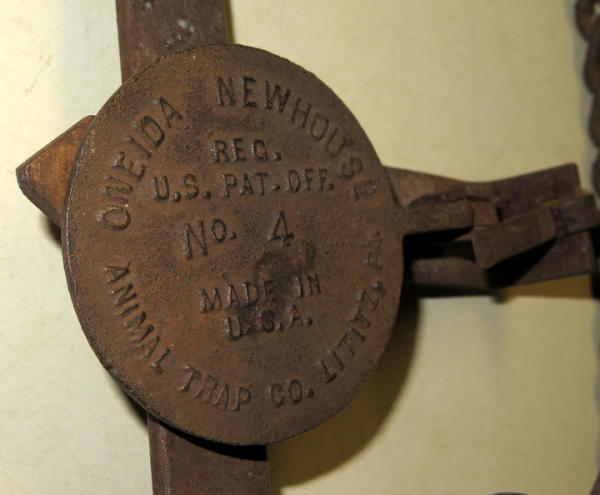 ONEIDA NEWHOUSE
REG.
U.S. PAT. OFF.
No. 4
MADE IN
U.S.A.
ANIMAL TRAP CO. LITITZ, PA